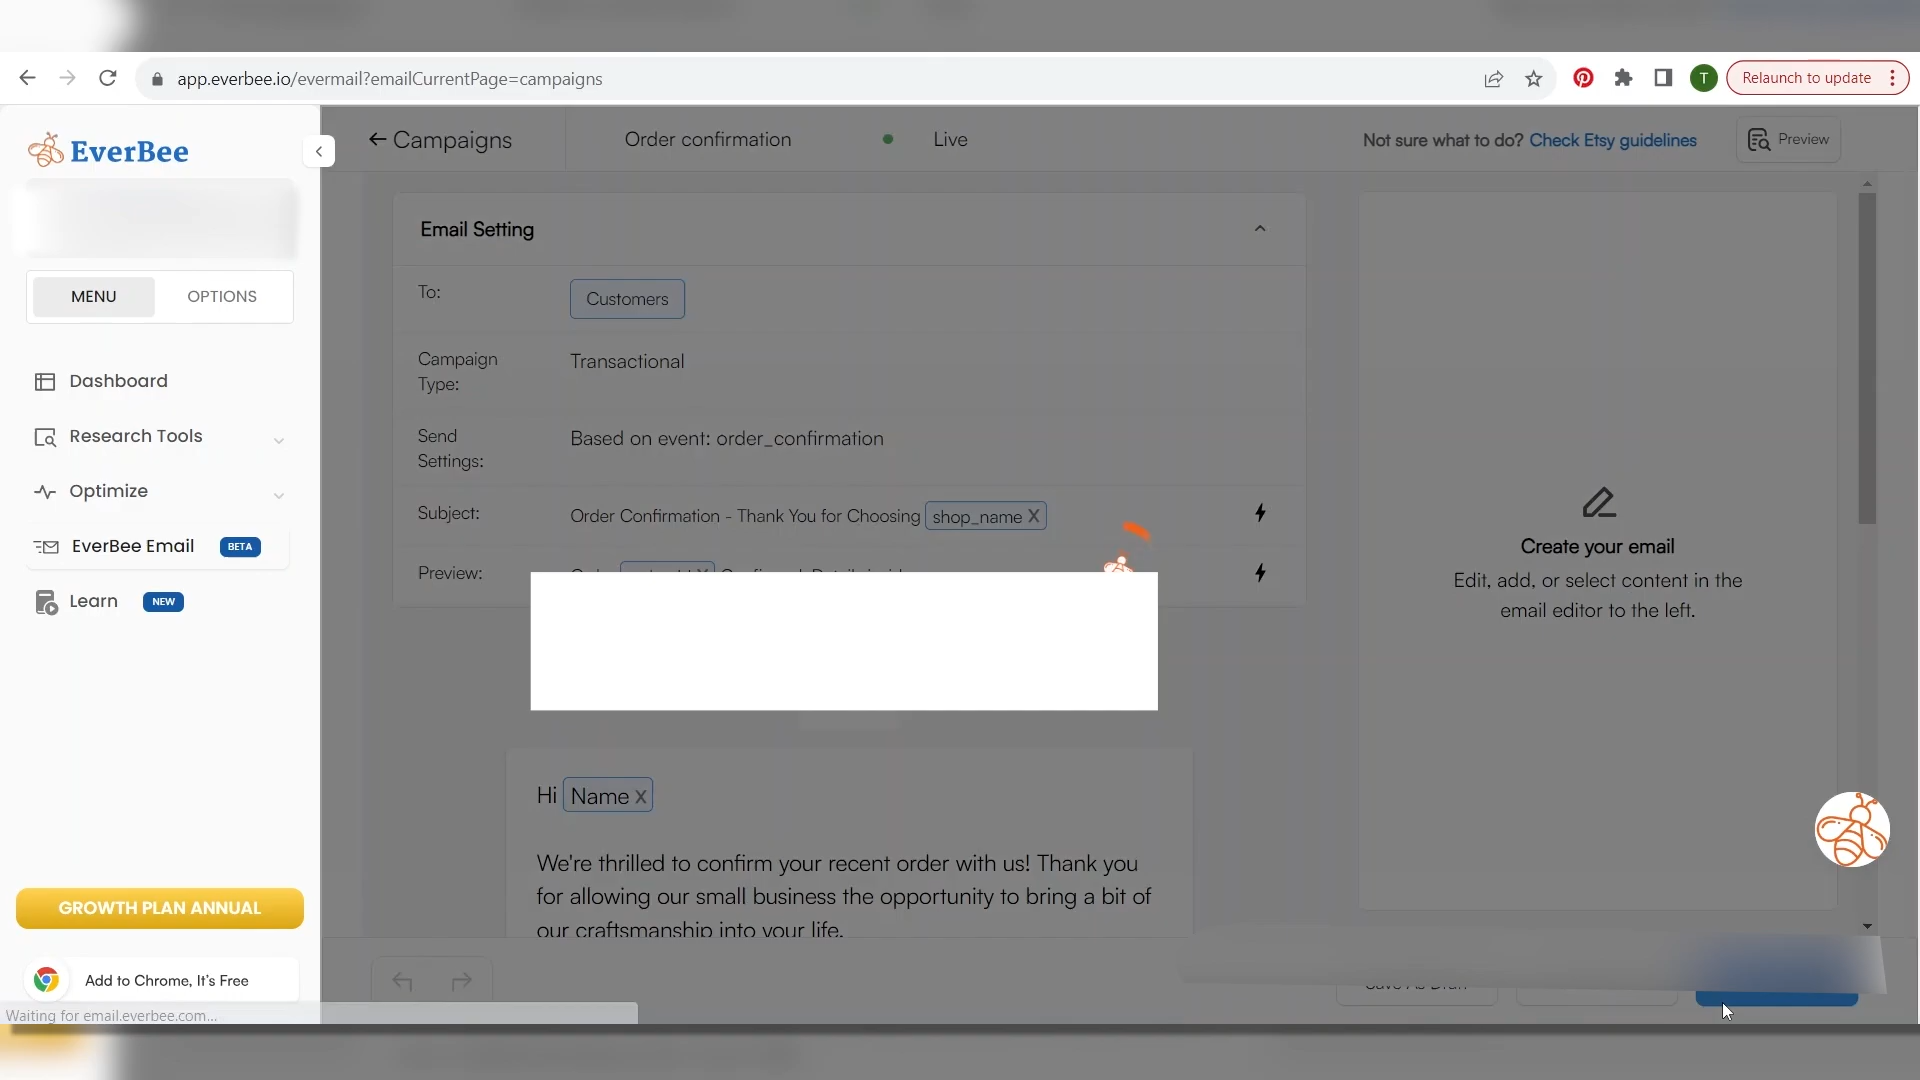 app.everbee.io/evermail?emailCurrentPage=campaigns
T
Relaunch to update
EverBee
Campaigns
Order confirmation
Live
Not sure what to do? Check Etsy guidelines
Preview
MENU
OPTIONS
Dashboard
Research Tools
Optimize
EverBee Email
BETA
Learn
NEW
GROWTH PLAN ANNUAL
Add to Chrome, It's Free
Waiting for email.everbee.com...
Email Setting
To:
Customers
Campaign
Type:
Transactional
Send
Settings:
Based on event: order_confirmation
Subject:
Order Confirmation - Thank You for Choosing shop_name X
Preview:
Hi Name X
We're thrilled to confirm your recent order with us! Thank you
for allowing our small business the opportunity to bring a bit of
our craftsmanship into your life.
Create your email
Edit, add, or select content in the
email editor to the left.